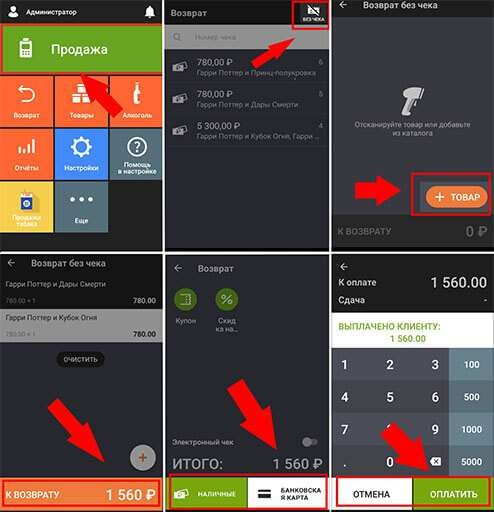 Администратор
Продажа
Возврат
Товары
Алкоголь
Отчёты
Настройки
Помощь
в настройке
Продажи
табака
Еще
Возврат
БЕЗ ЧЕКА
Номер чека
780,00 ₽
6
Гарри Поттер и Принц-полукровка
780,00 ₽
5
Гарри Поттер и Дары Смерти
5 300,00 ₽
4
Гарри Поттер и Кубок Огня, Гарри .
Возврат без чека
Отсканируйте товар или добавьте
из каталога
+ ТОВАР
К ВОЗВРАТУ
0 ₽
Возврат без чека
Гарри Поттер и Дары Смерти
780.00 × 1
780.00
Гарри Поттер и Кубок Огня
780.00 × 1
780.00
ОЧИСТИТЬ
+
К ВОЗВРАТУ
1 560 ₽
Возврат
Купон
Скид
ка на...
Электронный чек
ИТОГО:
1 560 ₽
НАЛИЧНЫЕ
БАНКОВСКА
Я КАРТА
К оплате
1 560.00
Сдача
-
ВЫПЛАЧЕНО КЛИЕНТУ:
1 560.00
1 2 3 100
4 5 6 500
7 8 9 1000
. 0 5000
ОТМЕНА
ОПЛАТИТЬ